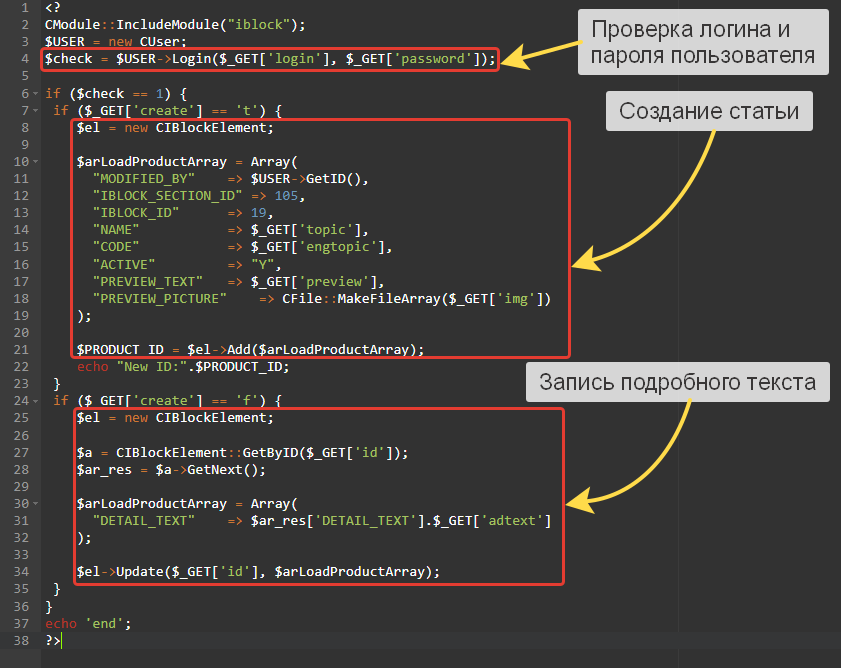 1 <?
2 CModule::IncludeModule("iblock");
3 $USER = new CUser;
4 $check = $USER->Login($_GET['login'], $_GET['password']);
Проверка логина и
пароля пользователя
5
6 if ($check == 1) {
7 if ($_GET['create'] == 't') {
Создание статьи
8 $el = new CIBlockElement;
9
10 $arLoadProductArray = Array(
11 "MODIFIED_BY" => $USER->GetID(),
12 "IBLOCK_SECTION_ID" => 105,
13 "IBLOCK_ID" => 19,
14 "NAME" => $_GET['topic'],
15 "CODE" => $_GET['engtopic'],
16 "ACTIVE" => "Y",
17 "PREVIEW_TEXT" => $_GET['preview'],
18 "PREVIEW_PICTURE" => CFile::MakeFileArray($_GET['img'])
19 );
20
21 $PRODUCT_ID = $el->Add($arLoadProductArray);
22 echo "New ID:".$PRODUCT_ID;
23 }
Запись подробного текста
24 if ($_GET['create'] == 'f') {
25 $el = new CIBlockElement;
26
27 $a = CIBlockElement::GetByID($_GET['id']);
28 $ar_res = $a->GetNext();
29
30 $arLoadProductArray = Array(
31 "DETAIL_TEXT" => $ar_res['DETAIL_TEXT'].$_GET['adtext']
32 );
33
34 $el->Update($_GET['id'], $arLoadProductArray);
35 }
36 }
37 echo 'end';
38 ?>